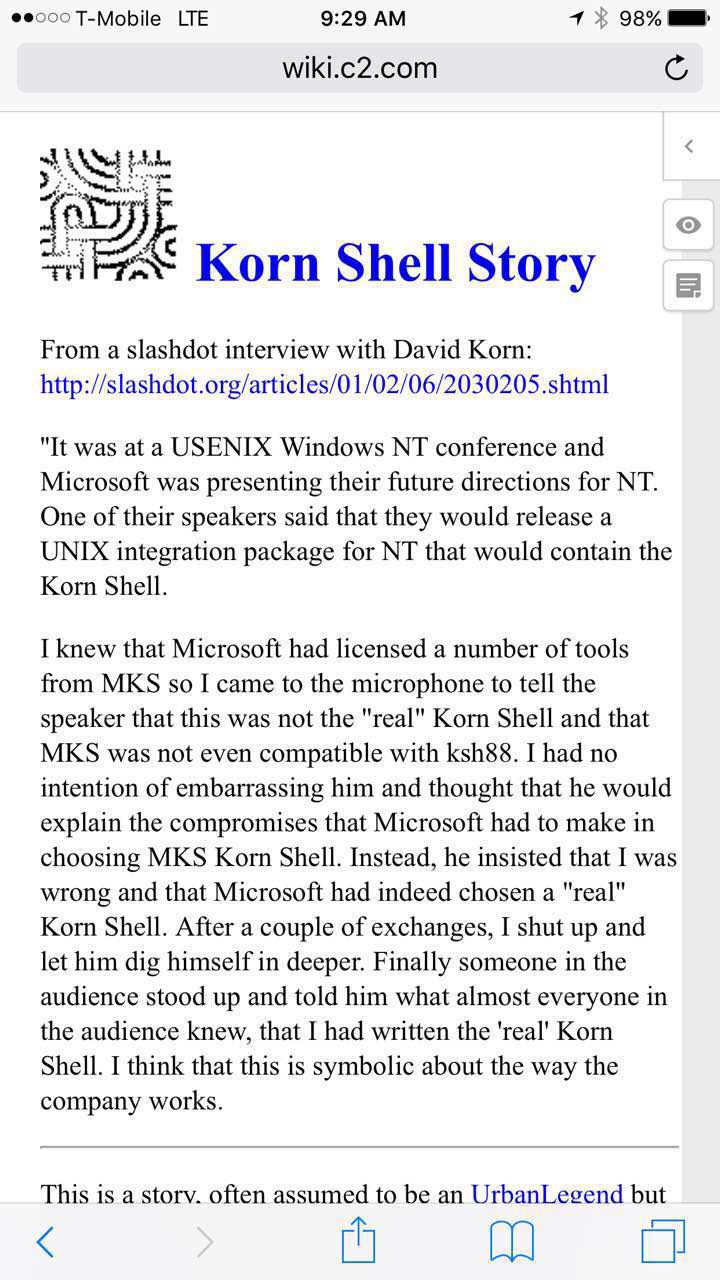 T-Mobile LTE 9:29 AM 98%
wiki.c2.com
Korn Shell Story
From a slashdot interview with David Korn:
http://slashdot.org/articles/01/02/06/2030205.shtml
"It was at a USENIX Windows NT conference and
Microsoft was presenting their future directions for NT.
One of their speakers said that they would release a
UNIX integration package for NT that would contain the
Korn Shell.
I knew that Microsoft had licensed a number of tools
from MKS so I came to the microphone to tell the
speaker that this was not the "real" Korn Shell and that
MKS was not even compatible with ksh88. I had no
intention of embarrassing him and thought that he would
explain the compromises that Microsoft had to make in
choosing MKS Korn Shell. Instead, he insisted that I was
wrong and that Microsoft had indeed chosen a "real"
Korn Shell. After a couple of exchanges, I shut up and
let him dig himself in deeper. Finally someone in the
audience stood up and told him what almost everyone in
the audience knew, that I had written the 'real' Korn
Shell. I think that this is symbolic about the way the
company works.
This is a story, often assumed to be an UrbanLegend but